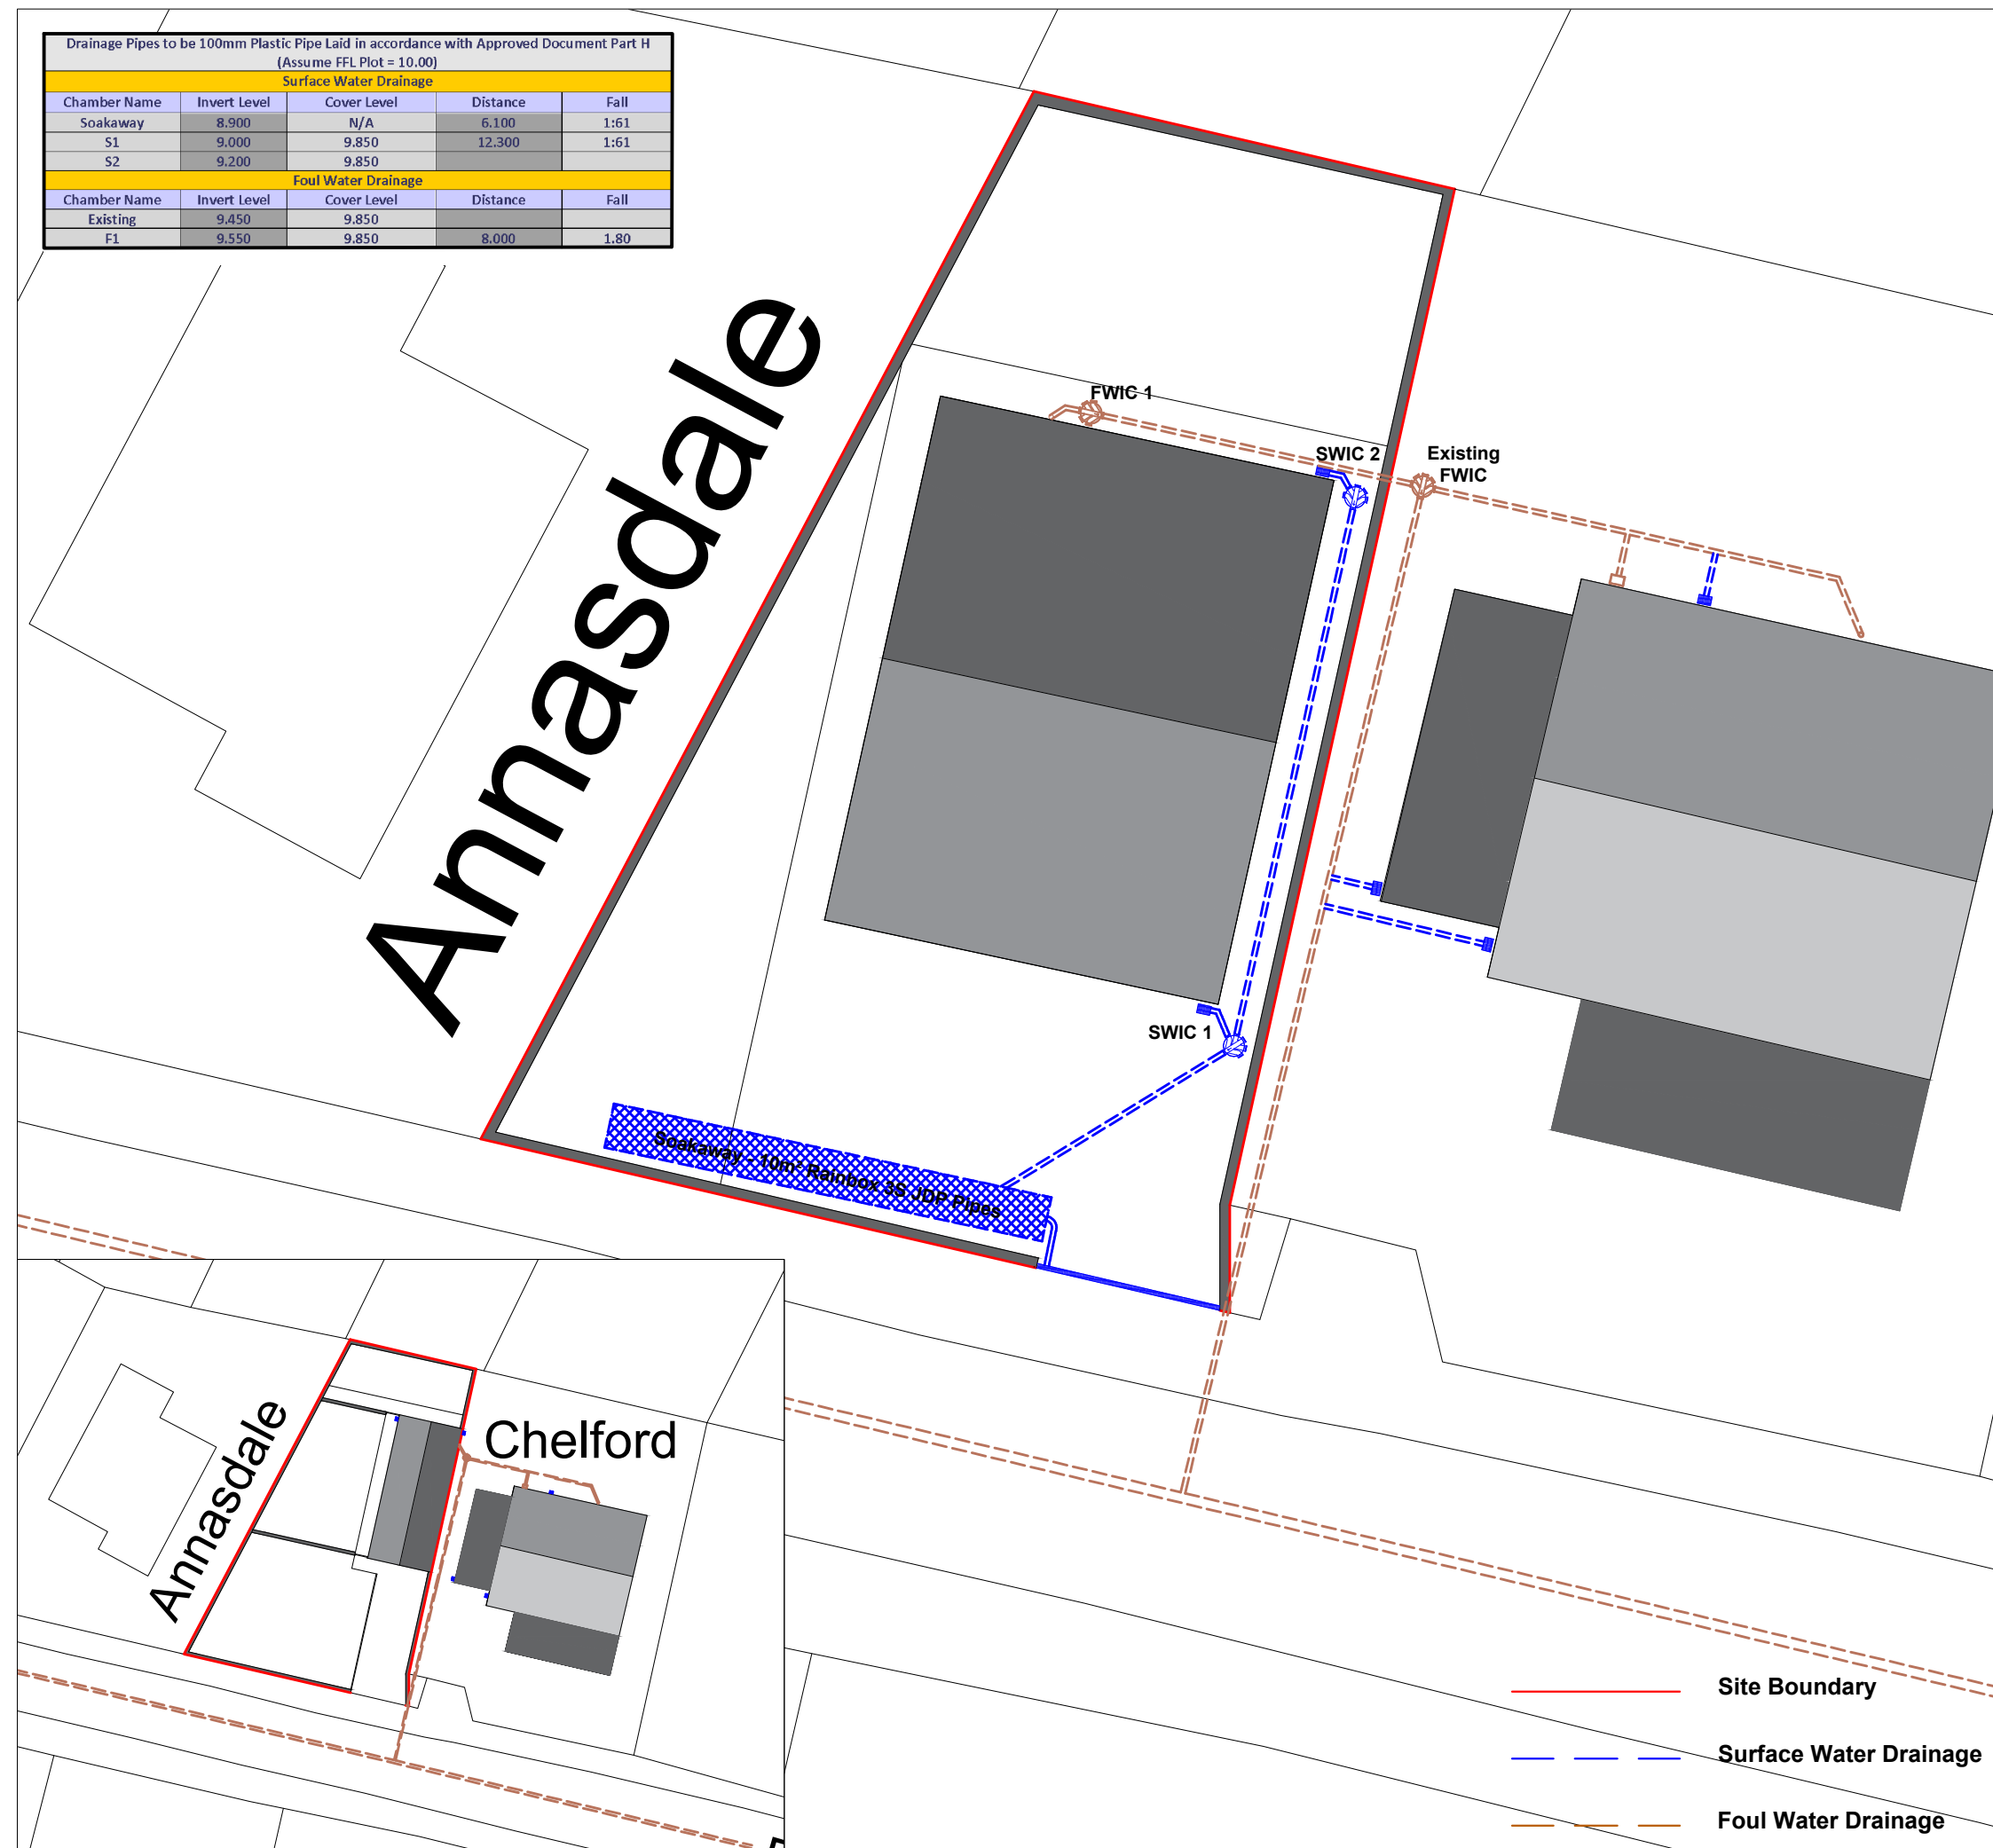 Drainage Pipes to be 100mm Plastic Pipe Laid in accordance with Approved Document Part H
(Assume FFL Plot = 10.00)
Surface Water Drainage
Chamber Name Invert Level Cover Level Distance Fall
Soakaway 8.900 N/A 6.100 1:61
S1 9.000 9.850 12.300 1:61
S2 9.200 9.850
Foul Water Drainage
Chamber Name Invert Level Cover Level Distance Fall
Existing 9.450 9.850
F1 9.550 9.850 8.000 1.80
Annasdale
FWIC 1
SWIC 2
Existing
FWIC
SWIC 1
Soakaway - 10m² Rainbox 3S JDP Pipes
Annasdale
Chelford
Site Boundary
Surface Water Drainage
Foul Water Drainage